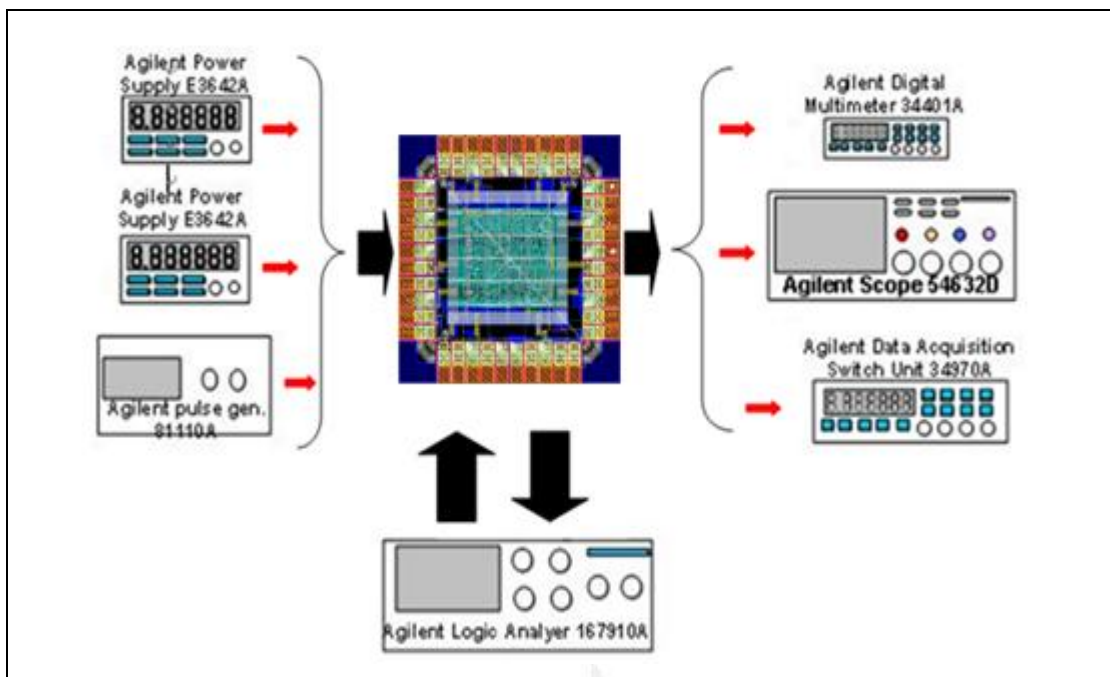 Agilent Power
Supply E3642A
8.888888
Agilent Power
Supply E3642A
8.888888
Agilent pulse gen.
81110A
Agilent Digital
Multimeter 34401A
Agilent Scope 54632D
Agilent Data Acquisition
Switch Unit 34970A
Agilent Logic Analyer 167910A